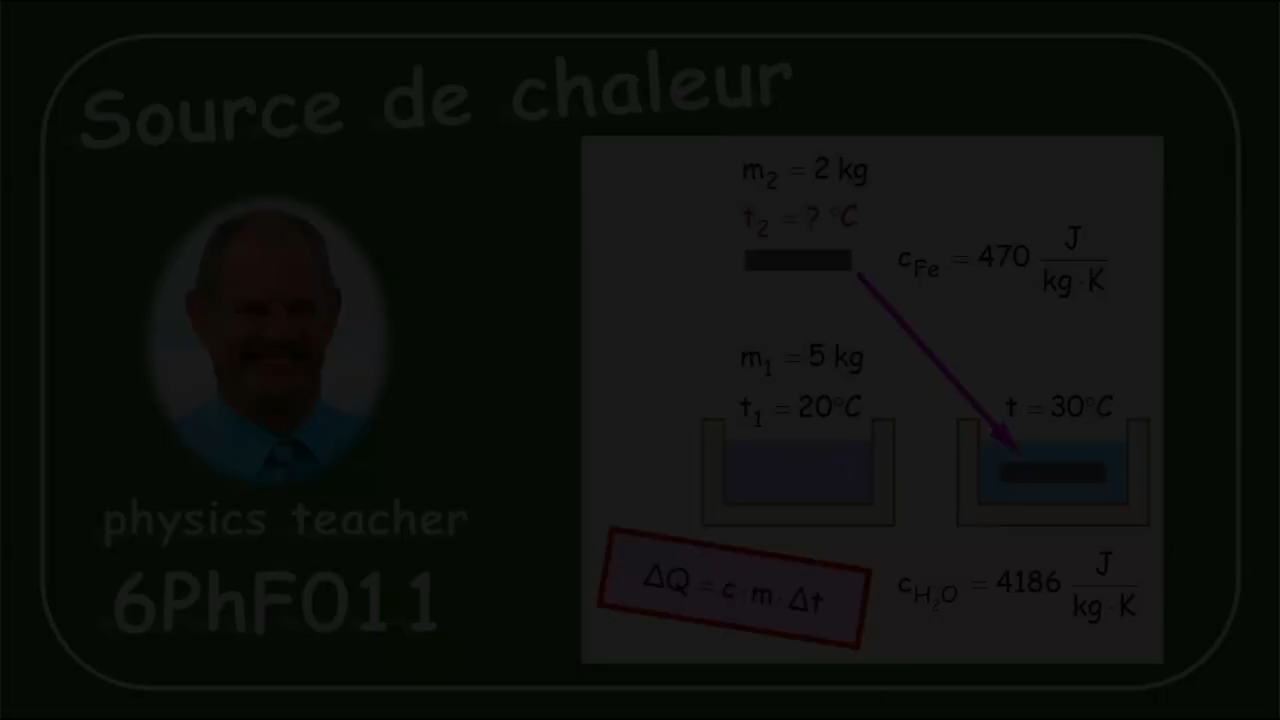 Source de chaleur
m₂ = 2 kg
t₂ = ? °C
c_Fe = 470 J / kg · K
m₁ = 5 kg
t₁ = 20°C
t = 30°C
ΔQ = c · m · Δt
c_H₂O = 4186 J / kg · K
physics teacher
6PhF011